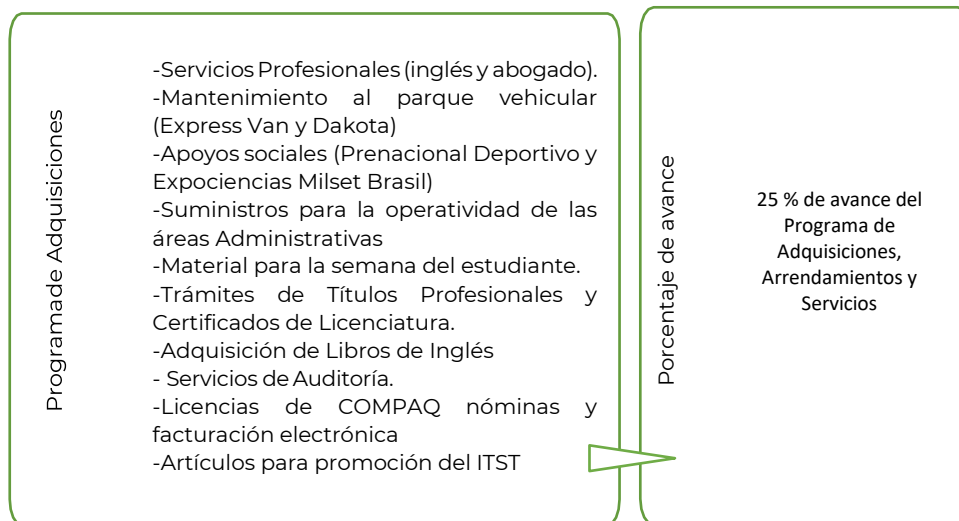 Programade Adquisiciones
-Servicios Profesionales (inglés y abogado).
-Mantenimiento al parque vehicular
(Express Van y Dakota)
-Apoyos sociales (Prenacional Deportivo y
Expociencias Milset Brasil)
-Suministros para la operatividad de las
áreas Administrativas
-Material para la semana del estudiante.
-Trámites de Títulos Profesionales y
Certificados de Licenciatura.
-Adquisición de Libros de Inglés
- Servicios de Auditoría.
-Licencias de COMPAQ nóminas y
facturación electrónica
-Artículos para promoción del ITST
Porcentaje de avance
25 % de avance del
Programa de
Adquisiciones,
Arrendamientos y
Servicios